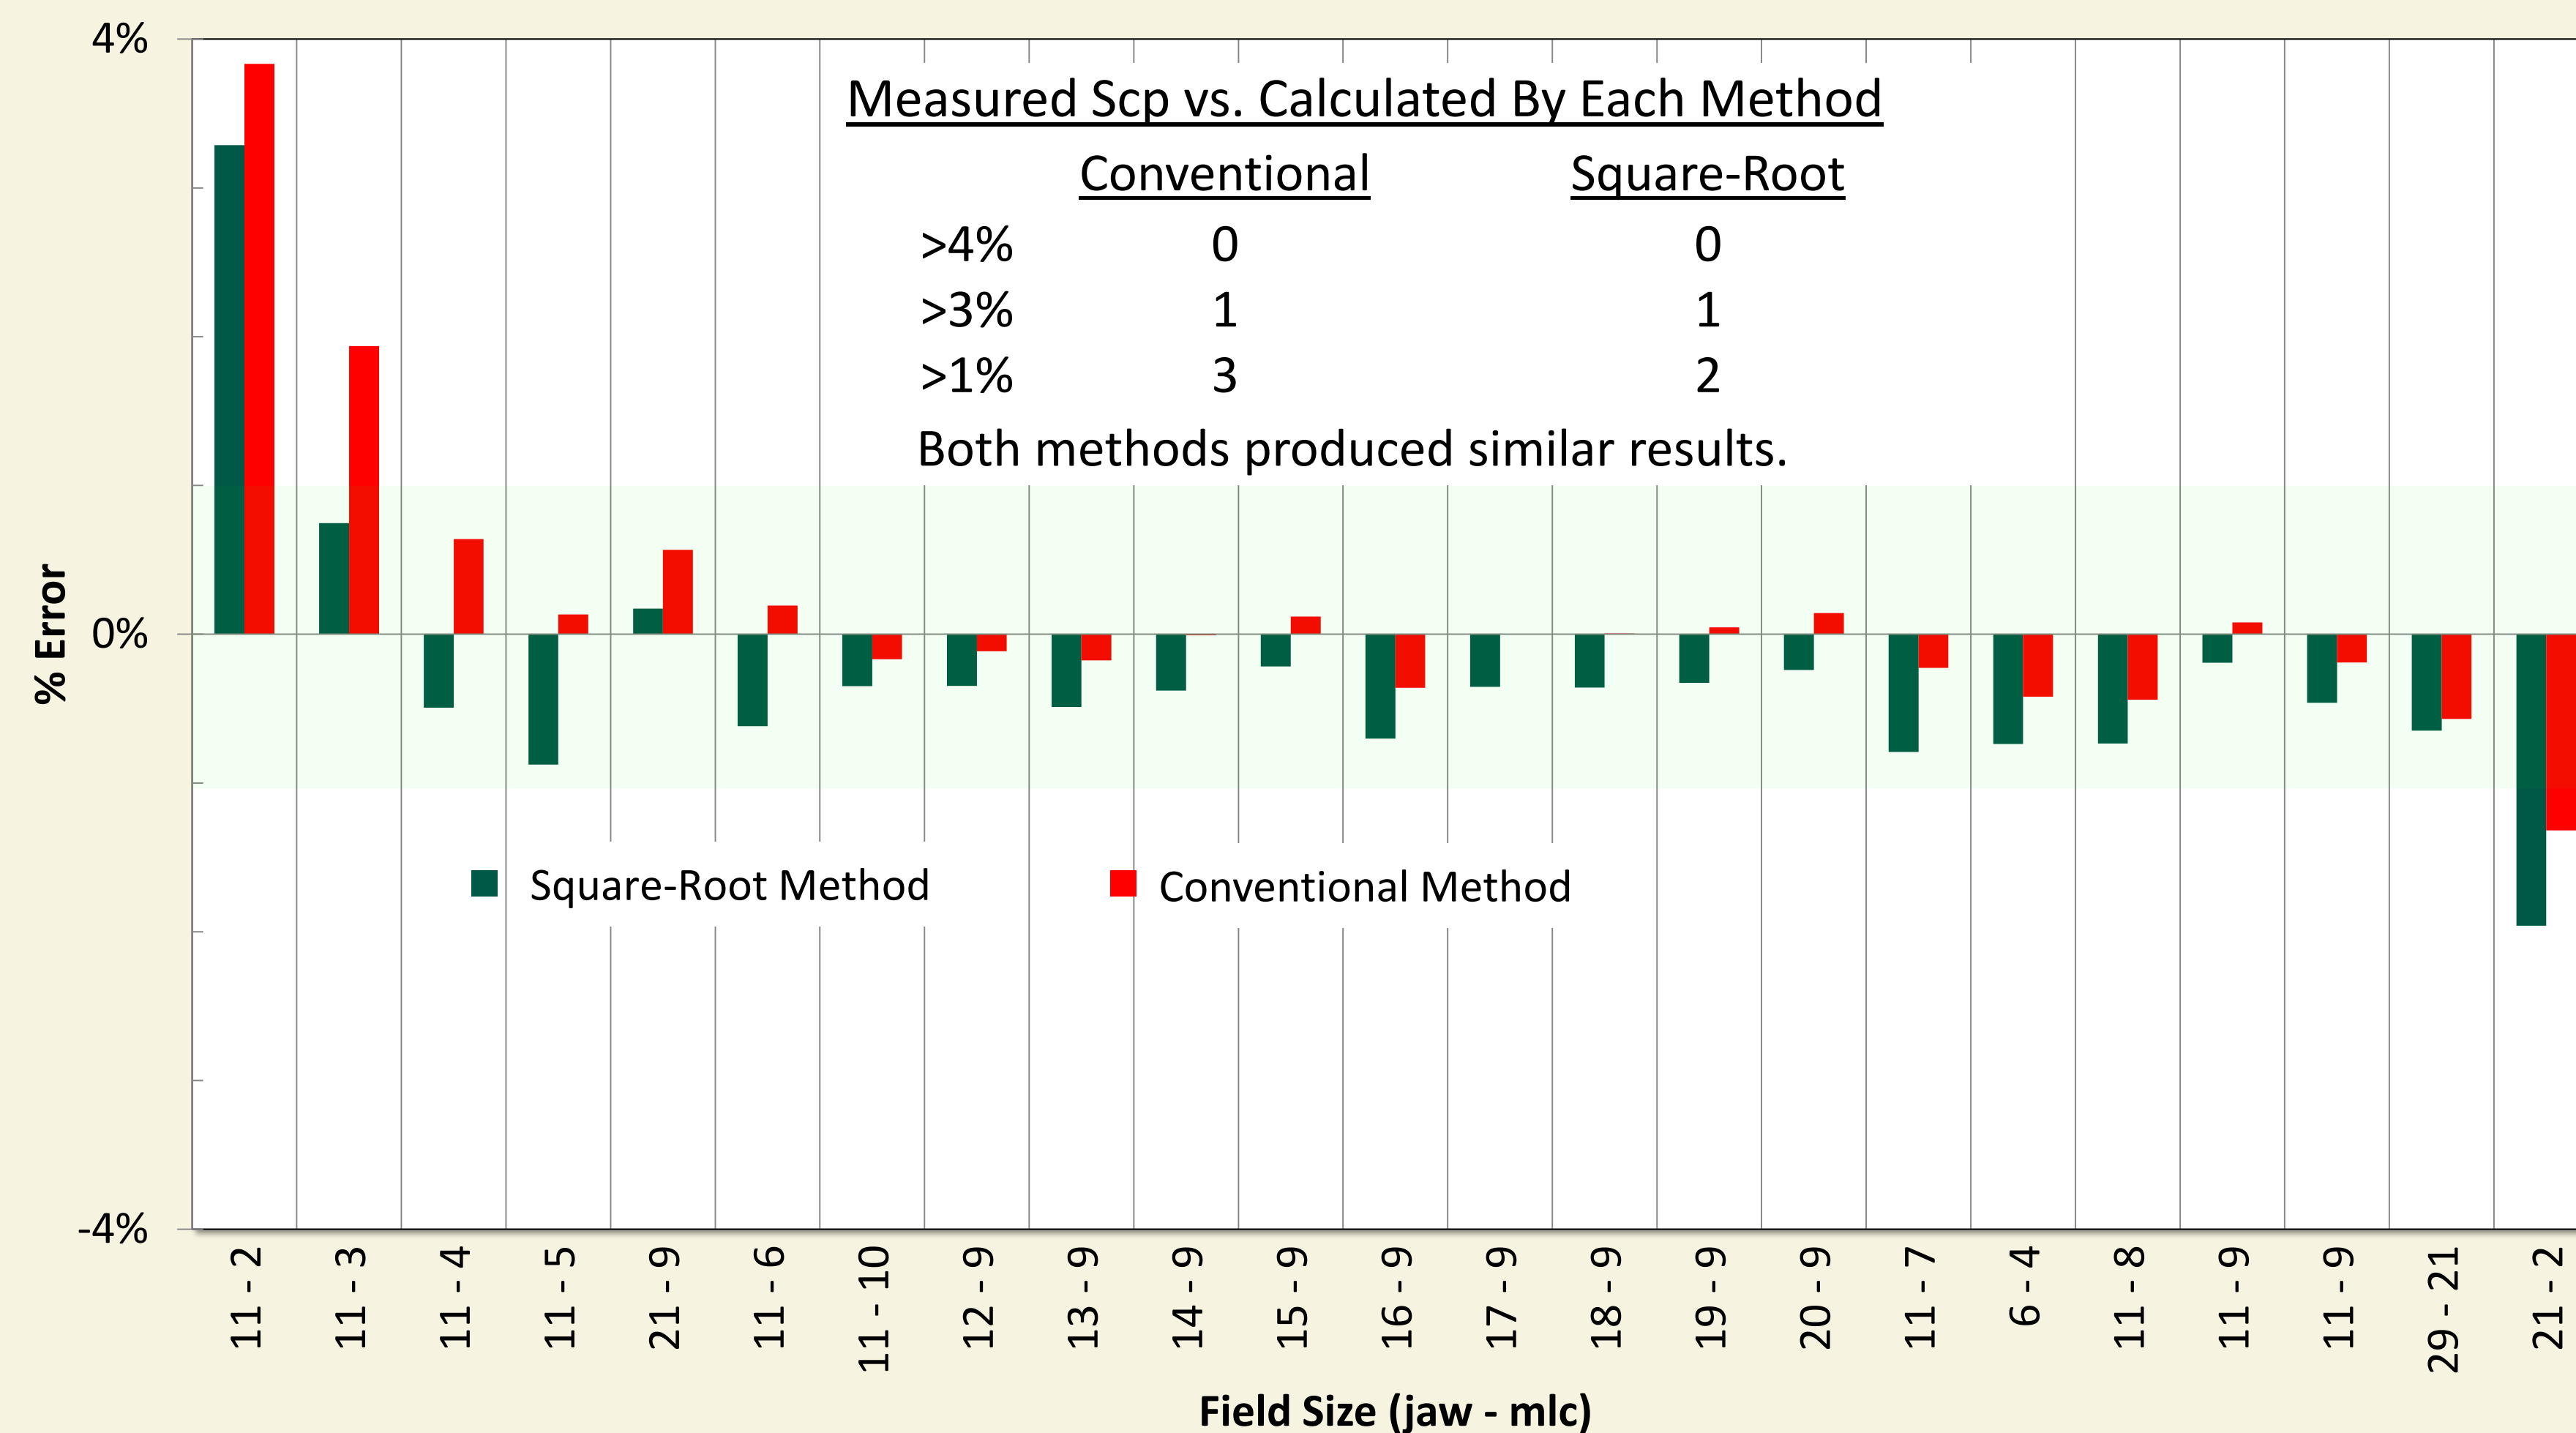 4%
Measured Scp vs. Calculated By Each Method
Conventional Square-Root
>4% 0 0
>3% 1 1
>1% 3 2
Both methods produced similar results.
% Error
0%
Square-Root Method Conventional Method
-4%
11 - 2
11 - 3
11 - 4
11 - 5
21 - 9
11 - 6
11 - 10
12 - 9
13 - 9
14 - 9
15 - 9
16 - 9
17 - 9
18 - 9
19 - 9
20 - 9
11 - 7
6 - 4
11 - 8
11 - 9
11 - 9
29 - 21
21 - 2
Field Size (jaw - mlc)